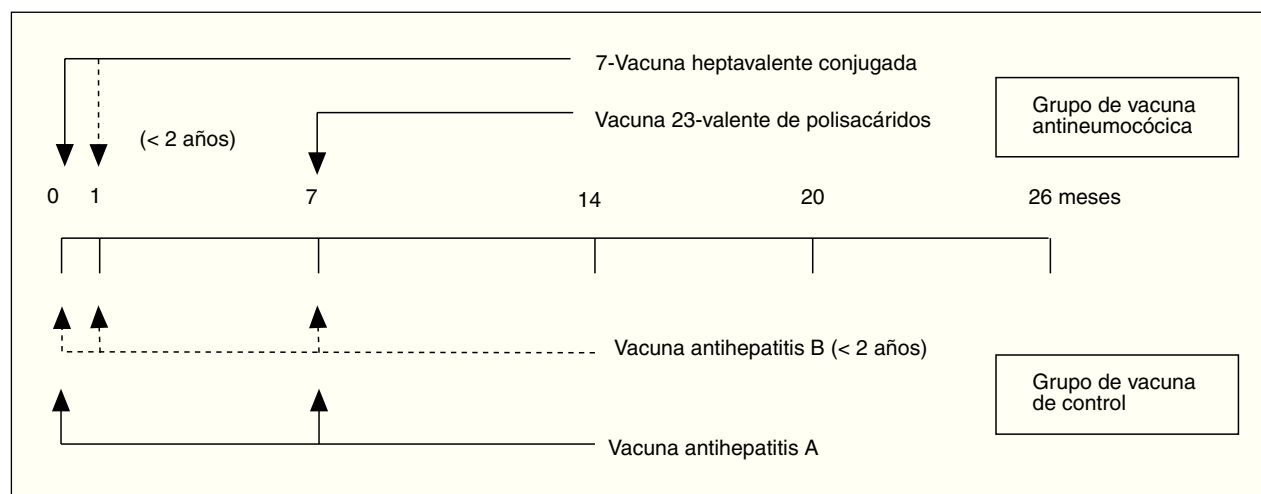 7-Vacuna heptavalente conjugada
Vacuna 23-valente de polisacáridos
(< 2 años)
Grupo de vacuna
antineumocócica
0 1 7 14 20 26 meses
Vacuna antihepatitis B (< 2 años)
Grupo de vacuna
de control
Vacuna antihepatitis A